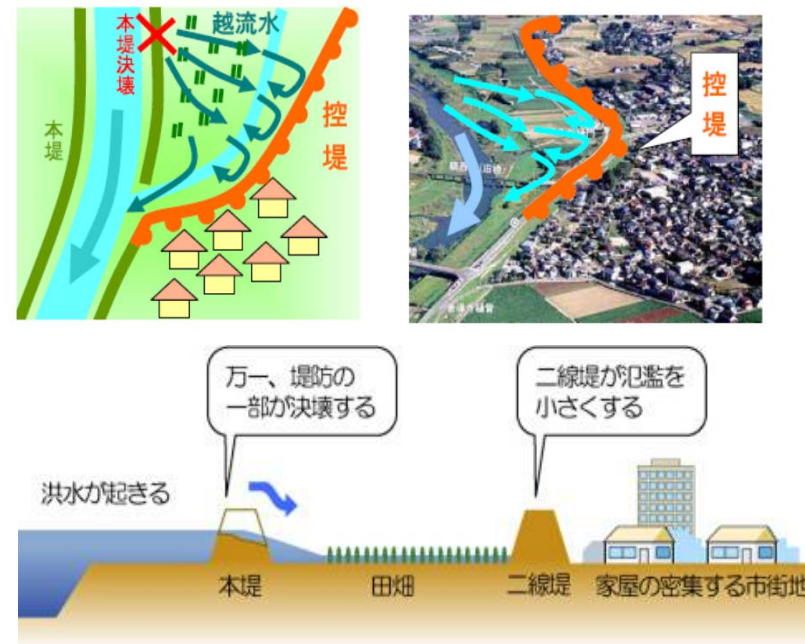 本堤決壊
越流水
本堤
控堤
控堤
万一、堤防の
一部が決壊する
二線堤が氾濫を
小さくする
洪水が起きる
本堤
田畑
二線堤
家屋の密集する市街地